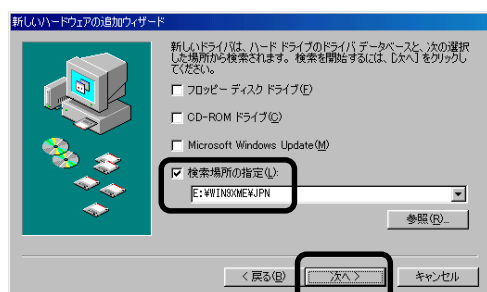 新しいハードウェアの追加ウィザード
新しいドライバは、ハード ドライブのドライバ データベースと、次の選択
した場所から検索されます。検索を開始するには、[次へ] をクリックし
てください。
フロッピー ディスク ドライブ(F)
CD-ROM ドライブ(C)
Microsoft Windows Update(M)
検索場所の指定(L):
E:¥WIN9XME¥JPN
参照(R)...
< 戻る(B)
次へ >
キャンセル